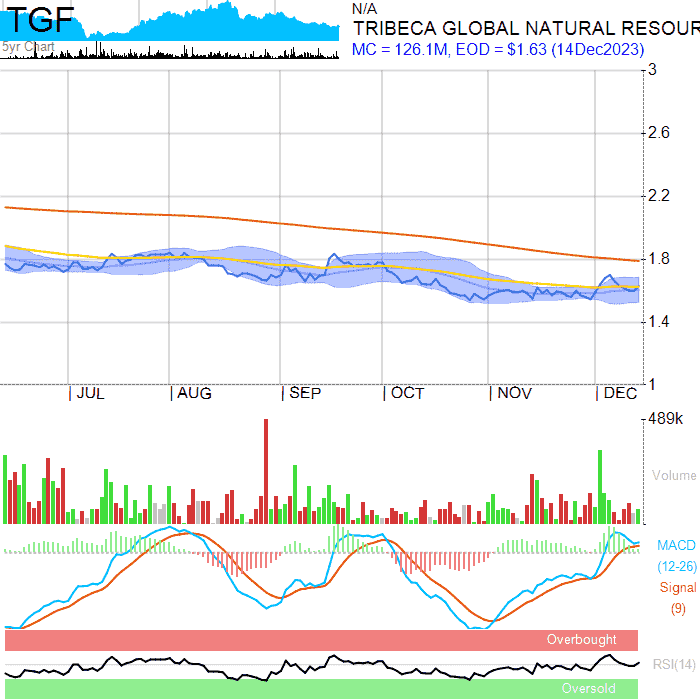 TGF
5yr Chart
N/A
TRIBECA GLOBAL NATURAL RESOUR
MC = 126.1M, EOD = $1.63 (14Dec2023)
3
2.6
2.2
1.8
1.4
1
JUL AUG SEP OCT NOV DEC
489k
Volume
MACD
(12-26)
Signal
(9)
Overbought
RSI(14)
Oversold